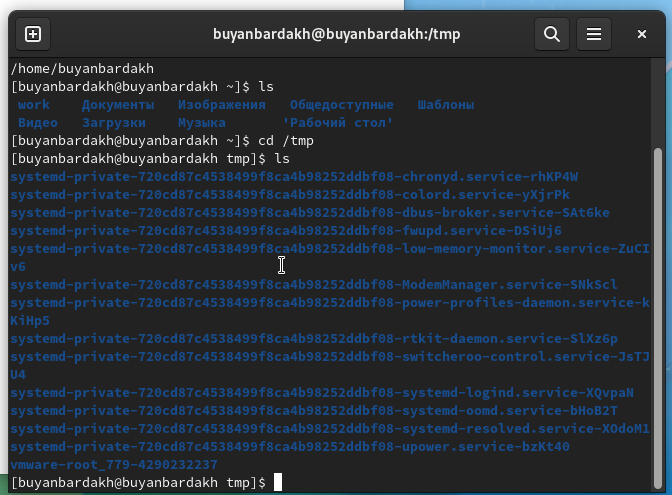 buyanbardakh@buyanbardakh:/tmp
/home/buyanbardakh
[buyanbardakh@buyanbardakh ~]$ ls
work Документы Изображения Общедоступные Шаблоны
Видео Загрузки Музыка 'Рабочий стол'
[buyanbardakh@buyanbardakh ~]$ cd /tmp
[buyanbardakh@buyanbardakh tmp]$ ls
systemd-private-720cd87c4538499f8ca4b98252ddbf08-chronyd.service-rhKP4W
systemd-private-720cd87c4538499f8ca4b98252ddbf08-colord.service-yXjrPk
systemd-private-720cd87c4538499f8ca4b98252ddbf08-dbus-broker.service-SAt6ke
systemd-private-720cd87c4538499f8ca4b98252ddbf08-fwupd.service-DSiUj6
systemd-private-720cd87c4538499f8ca4b98252ddbf08-low-memory-monitor.service-ZuCI
v6
systemd-private-720cd87c4538499f8ca4b98252ddbf08-ModemManager.service-SNkScl
systemd-private-720cd87c4538499f8ca4b98252ddbf08-power-profiles-daemon.service-k
KiHp5
systemd-private-720cd87c4538499f8ca4b98252ddbf08-rtkit-daemon.service-SlXz6p
systemd-private-720cd87c4538499f8ca4b98252ddbf08-switcheroo-control.service-JsTJ
U4
systemd-private-720cd87c4538499f8ca4b98252ddbf08-systemd-logind.service-XQvpaN
systemd-private-720cd87c4538499f8ca4b98252ddbf08-systemd-oomd.service-bHoB2T
systemd-private-720cd87c4538499f8ca4b98252ddbf08-systemd-resolved.service-XOdoM1
systemd-private-720cd87c4538499f8ca4b98252ddbf08-upower.service-bzKt40
vmware-root_779-4290232237
[buyanbardakh@buyanbardakh tmp]$